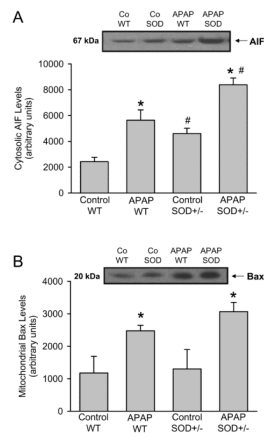 A
Co Co APAP APAP
WT SOD WT SOD
67 kDa ← AIF
Cytosolic AIF Levels
(arbitrary units)
10000
8000
6000
4000
2000
0
* # * #
Control APAP Control APAP
WT WT SOD+/- SOD+/-
B
Co Co APAP APAP
WT SOD WT SOD
20 kDa ← Bax
Mitochondrial Bax Levels
(arbitrary units)
4000
3000
2000
1000
0
* *
Control APAP Control APAP
WT WT SOD+/- SOD+/-